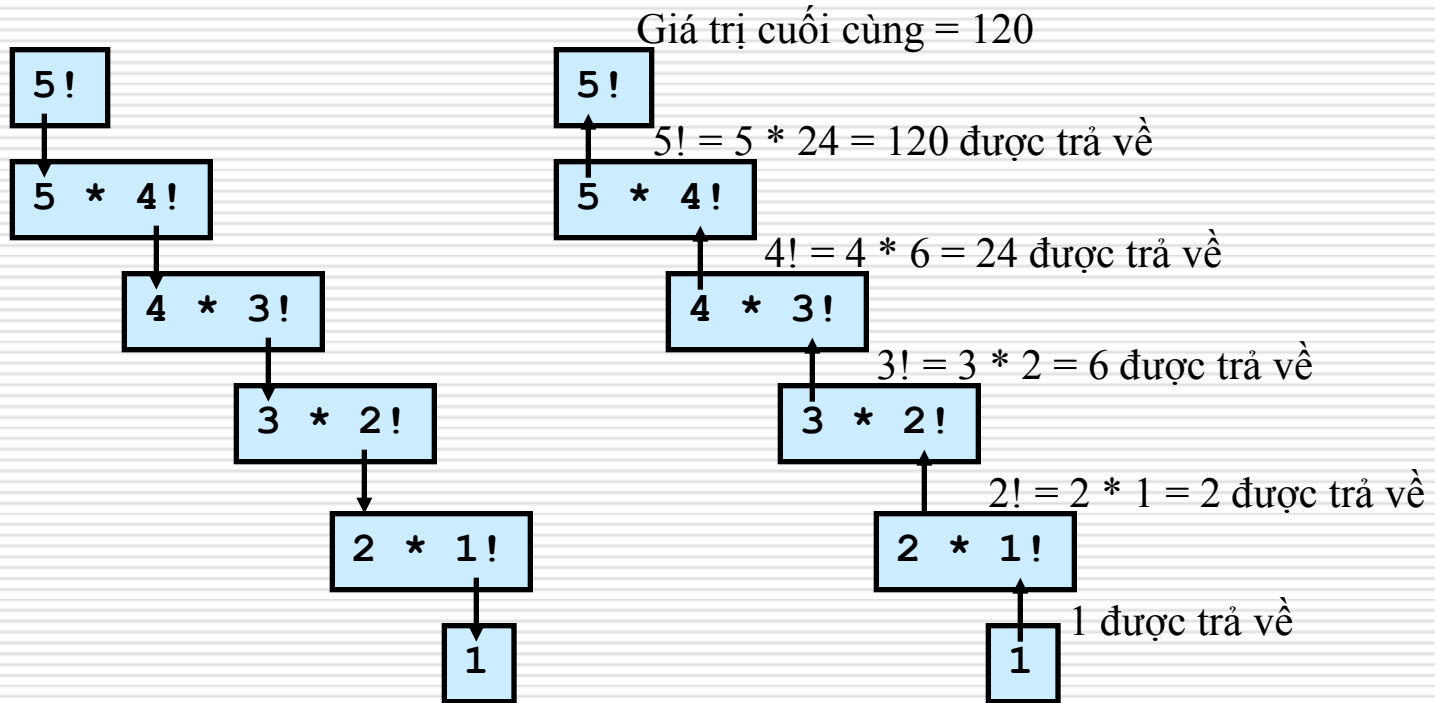 Giá trị cuối cùng = 120
5!
5 * 4!
4 * 3!
3 * 2!
2 * 1!
1
5!
5! = 5 * 24 = 120 được trả về
5 * 4!
4! = 4 * 6 = 24 được trả về
4 * 3!
3! = 3 * 2 = 6 được trả về
3 * 2!
2! = 2 * 1 = 2 được trả về
2 * 1!
1 được trả về
1